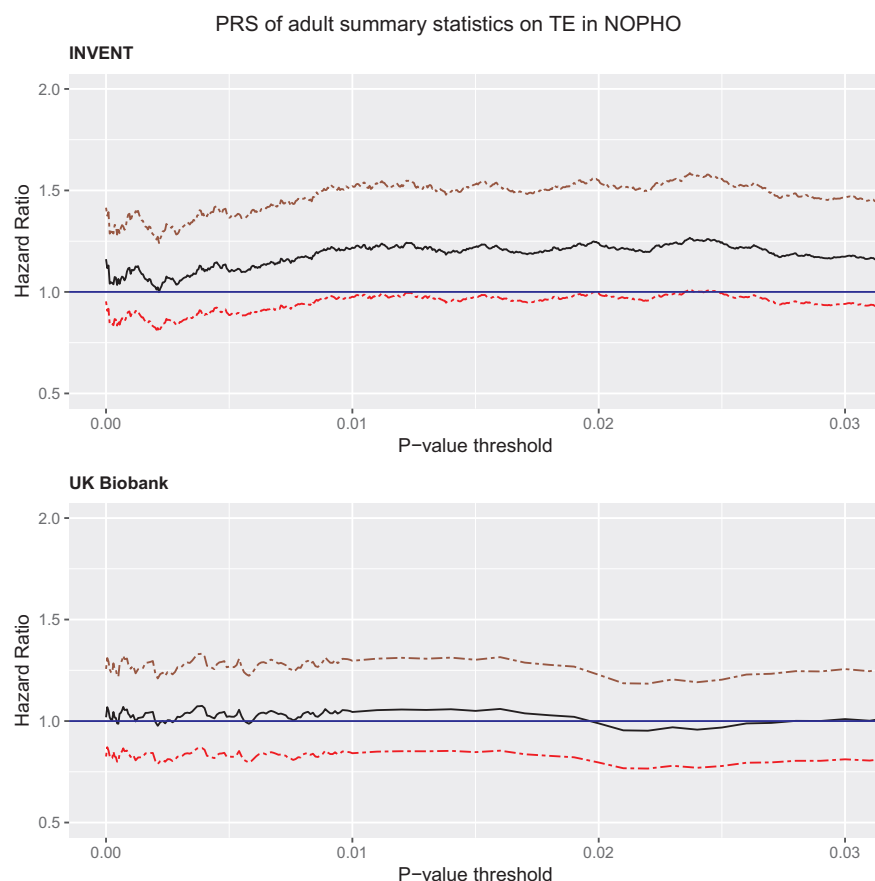 PRS of adult summary statistics on TE in NOPHO
INVENT
2.0
1.5
1.0
0.5
Hazard Ratio
0.00 0.01 0.02 0.03
P−value threshold
UK Biobank
2.0
1.5
1.0
0.5
Hazard Ratio
0.00 0.01 0.02 0.03
P−value threshold